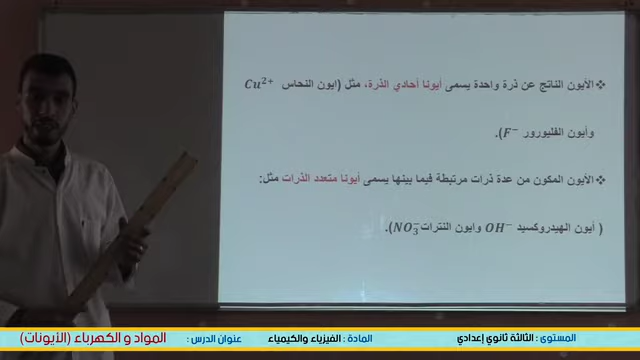 ❖ الأيون الناتج عن ذرة واحدة يسمى أيونا أحادي الذرة، مثل (ايون النحاس Cu²⁺
وأيون الفليورور F⁻).
❖ الأيون المكون من عدة ذرات مرتبطة فيما بينها يسمى أيونا متعدد الذرات مثل:
( أيون الهيدروكسيد OH⁻ وايون النترات NO₃⁻).
المستوى : الثالثة ثانوي إعدادي المادة : الفيزياء والكيمياء عنوان الدرس : المواد و الكهرباء (الأيونات)